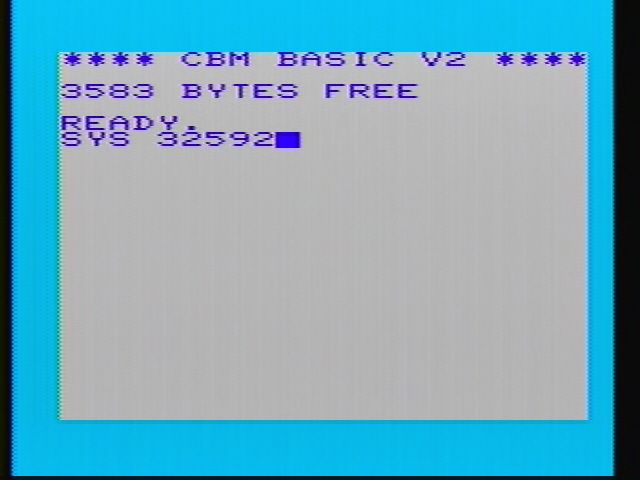 **** CBM BASIC V2 ****
3583 BYTES FREE
READY.
SYS 32592